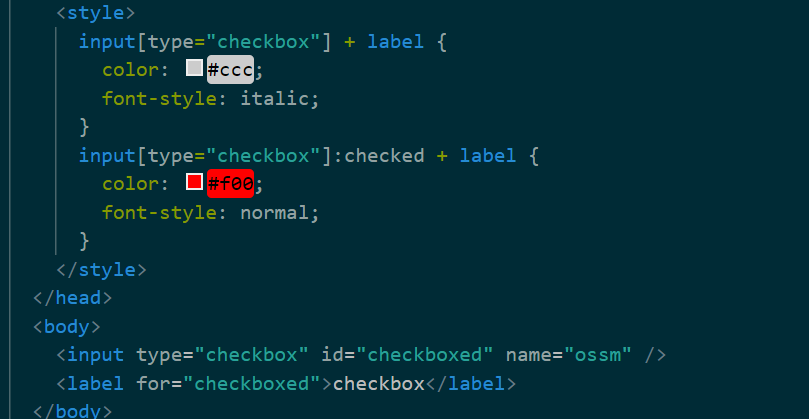 <style>
input[type="checkbox"] + label {
color: #ccc;
font-style: italic;
}
input[type="checkbox"]:checked + label {
color: #f00;
font-style: normal;
}
</style>
</head>
<body>
<input type="checkbox" id="checkboxed" name="ossm" />
<label for="checkboxed">checkbox</label>
</body>